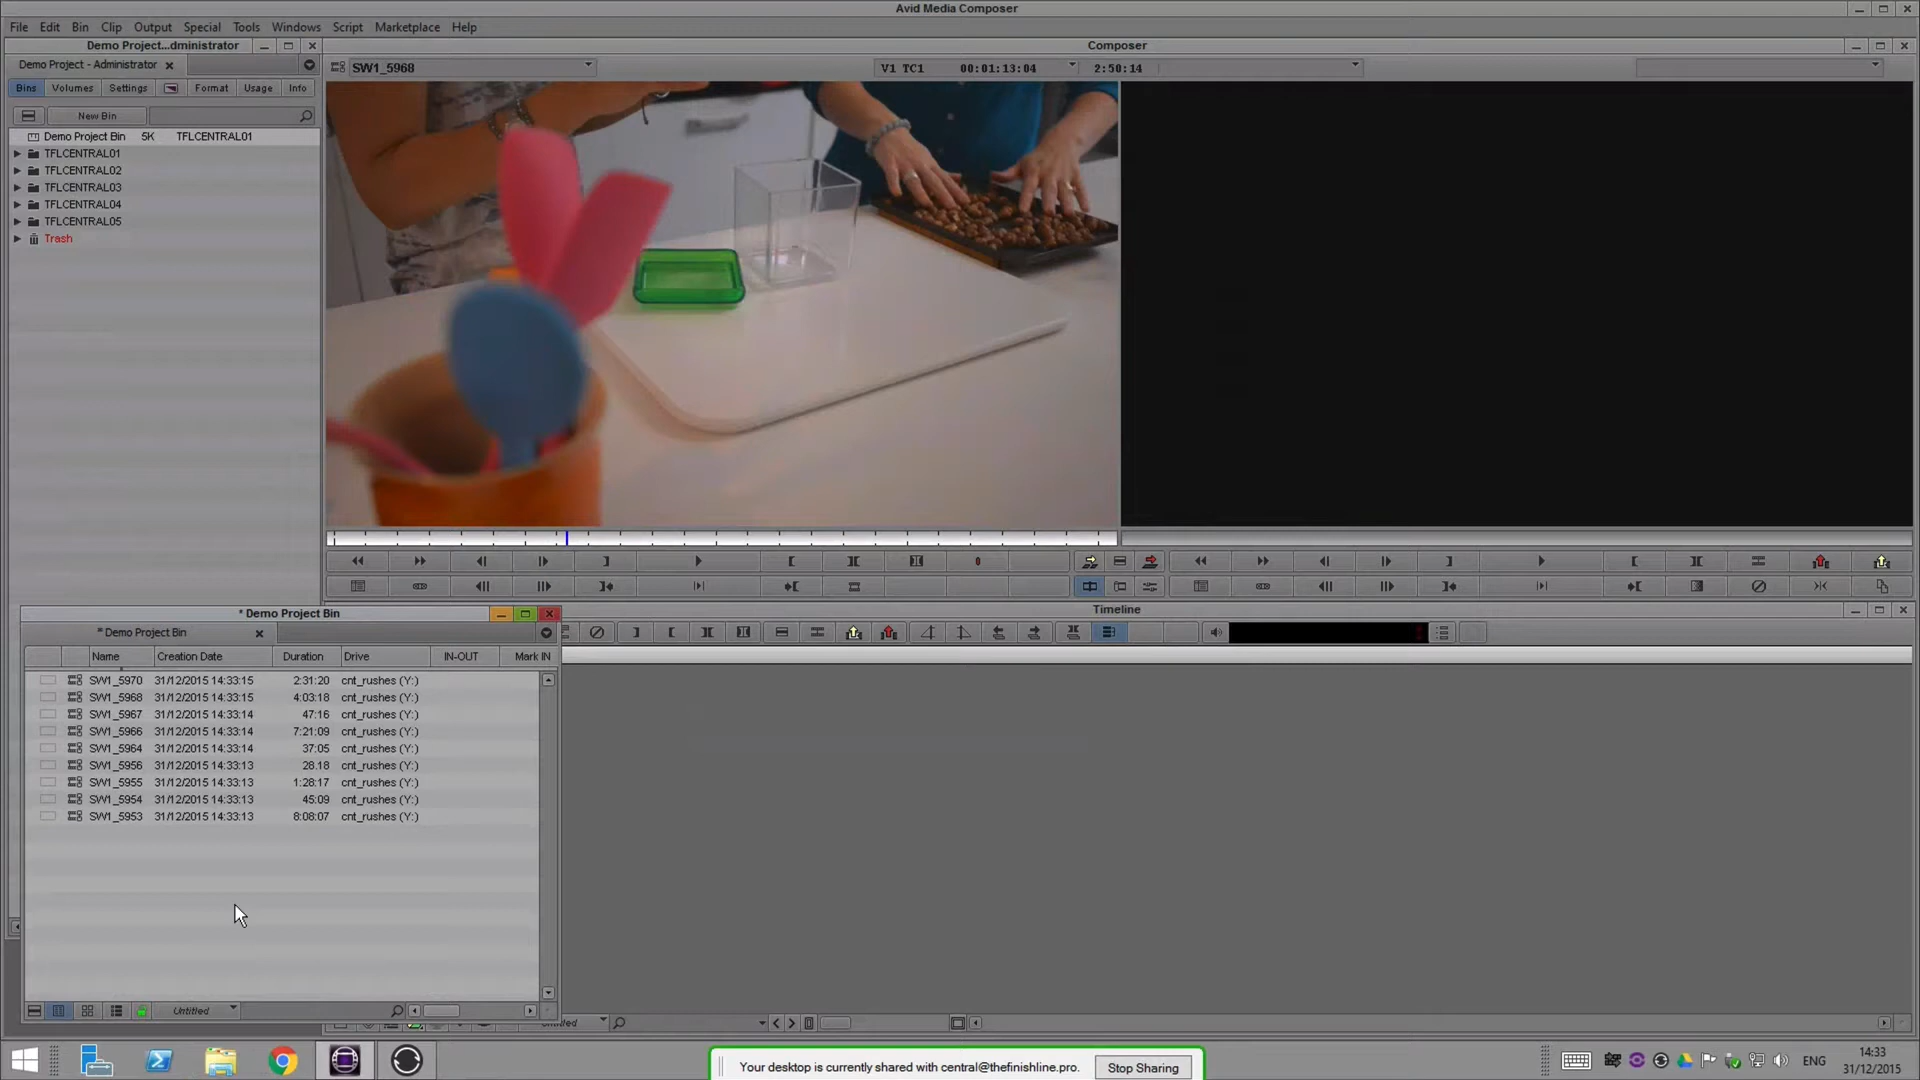 Avid Media Composer
File Edit Bin Clip Output Special Tools Windows Script Marketplace Help
Demo Project...dministrator
Composer
Demo Project - Administrator
SW1_5968
V1 TC1 00:01:13:04 2:50:14
Bins Volumes Settings Format Usage Info
New Bin
Demo Project Bin 5K TFLCENTRAL01
TFLCENTRAL01
TFLCENTRAL02
TFLCENTRAL03
TFLCENTRAL04
TFLCENTRAL05
Trash
* Demo Project Bin
Timeline
* Demo Project Bin
Name Creation Date Duration Drive IN-OUT Mark IN
SW1_5970 31/12/2015 14:33:15 2:31:20 cnt_rushes (Y:)
SW1_5968 31/12/2015 14:33:15 4:03:18 cnt_rushes (Y:)
SW1_5967 31/12/2015 14:33:14 47:16 cnt_rushes (Y:)
SW1_5966 31/12/2015 14:33:14 7:21:09 cnt_rushes (Y:)
SW1_5964 31/12/2015 14:33:14 37:05 cnt_rushes (Y:)
SW1_5956 31/12/2015 14:33:13 28.18 cnt_rushes (Y:)
SW1_5955 31/12/2015 14:33:13 1:28:17 cnt_rushes (Y:)
SW1_5954 31/12/2015 14:33:13 45:09 cnt_rushes (Y:)
SW1_5953 31/12/2015 14:33:13 8:08:07 cnt_rushes (Y:)
Untitled
Untitled
Your desktop is currently shared with central@thefinishline.pro. Stop Sharing
ENG
14:33
31/12/2015